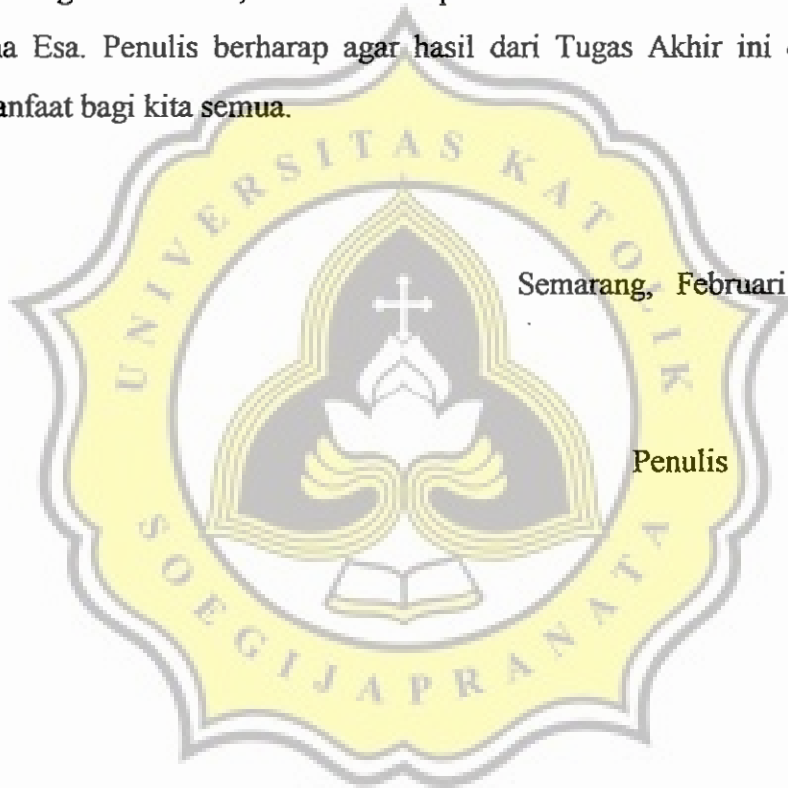 na Esa. Penulis berharap agar hasil dari Tugas Akhir ini
anfaat bagi kita semua.
Semarang, Februari
Penulis
UNIVERSITAS KATOLIK
SOEGIJAPRANATA